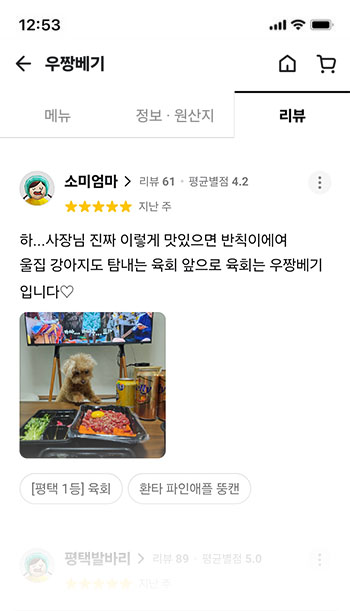 12:53
우짱베기
메뉴
정보 · 원산지
리뷰
소미엄마
리뷰 61 · 평균별점 4.2
지난 주
하...사장님 진짜 이렇게 맛있으면 반칙이에여
울집 강아지도 탐내는 육회 앞으로 육회는 우짱베기
입니다♡
[평택 1등] 육회
환타 파인애플 뚱캔
평택발바리
리뷰 89 · 평균별점 5.0
지난 주